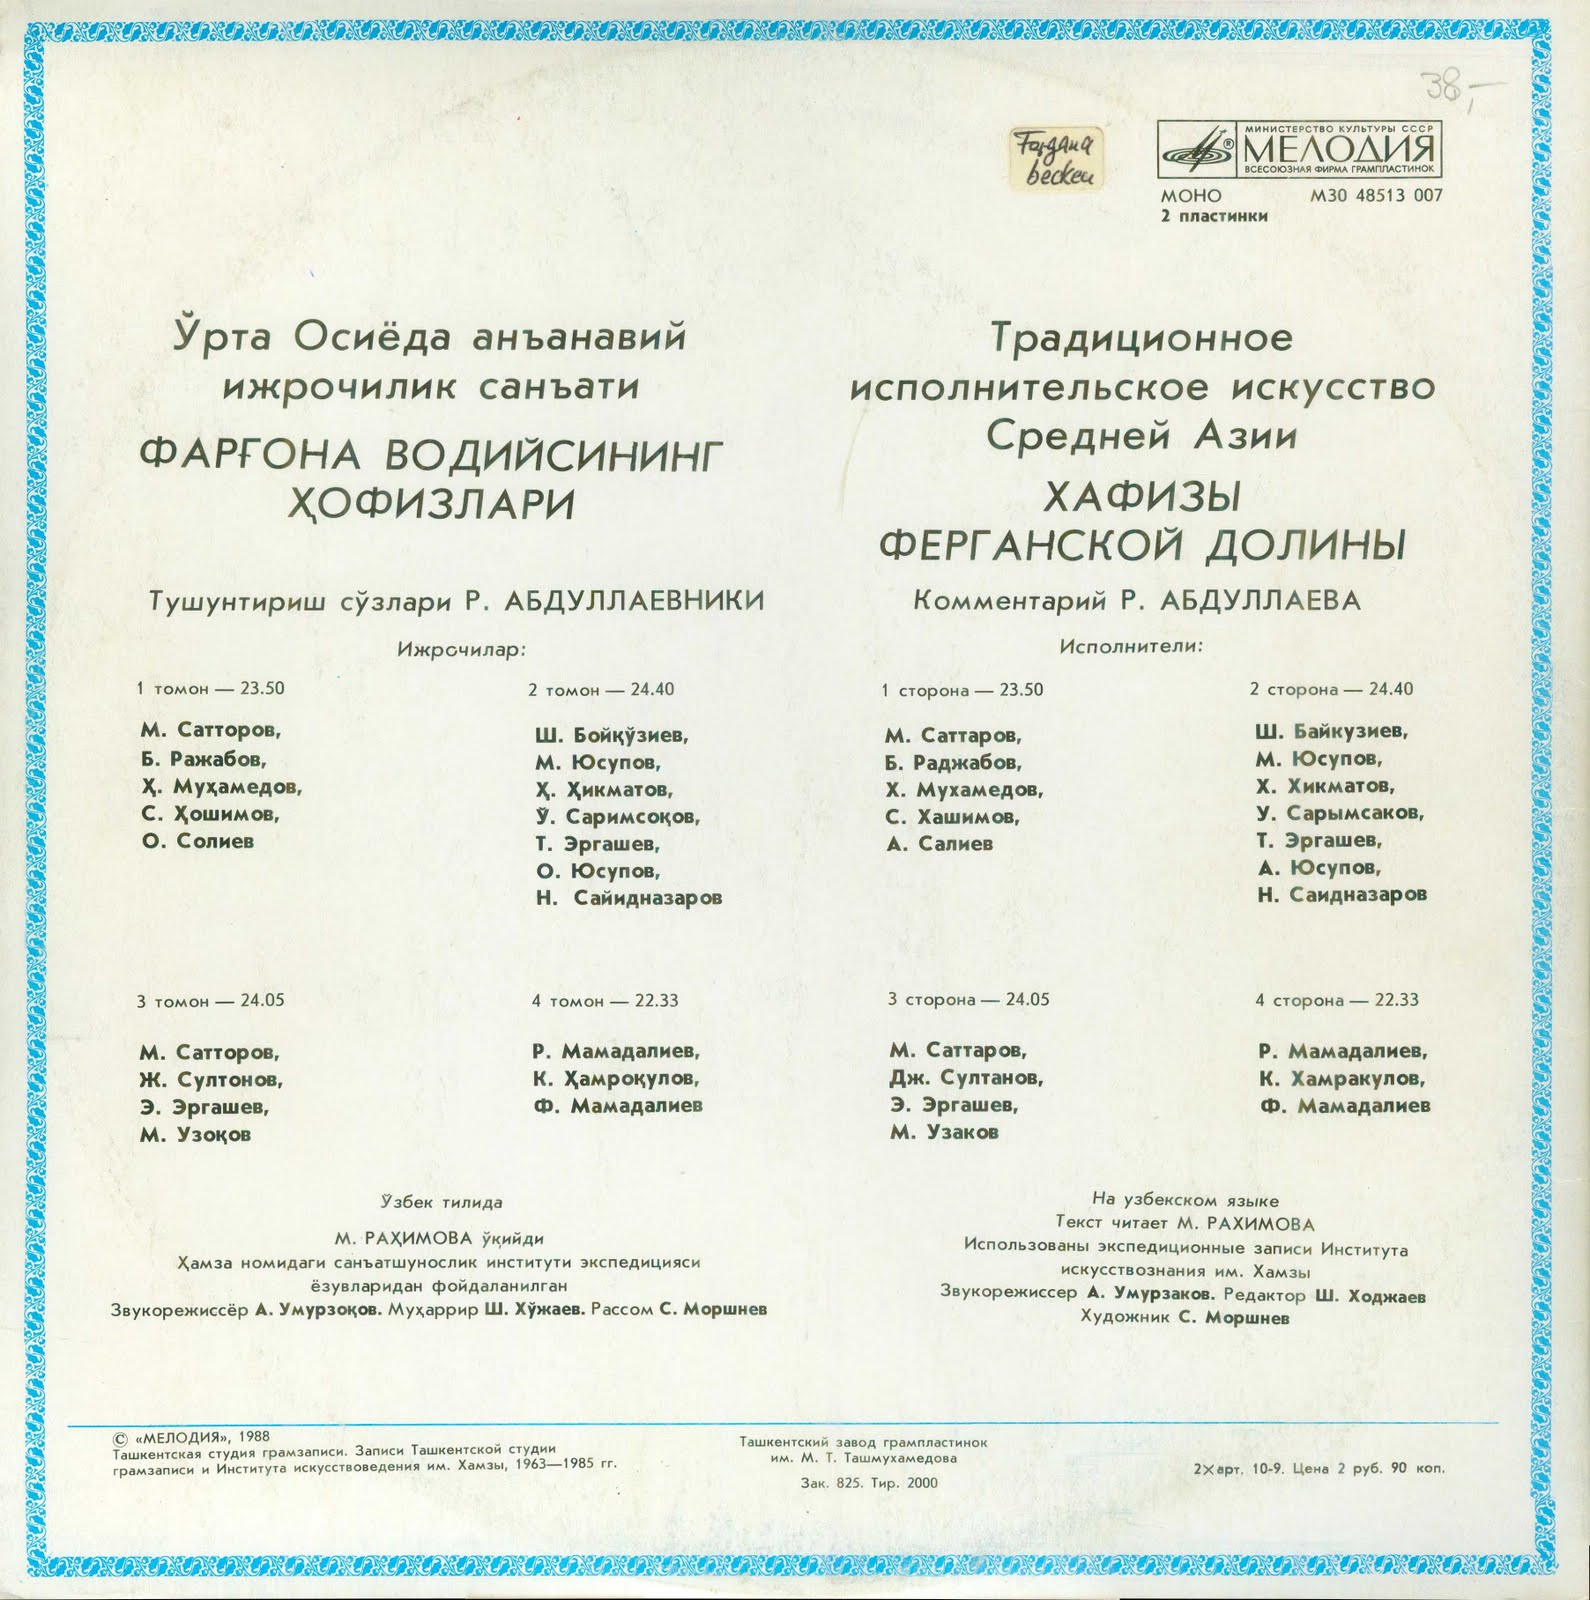 38,-
Fergana
becken
МИНИСТЕРСТВО КУЛЬТУРЫ СССР
МЕЛОДИЯ
ВСЕСОЮЗНАЯ ФИРМА ГРАМПЛАСТИНОК
®
МОНО М30 48513 007
2 пластинки
Ўрта Осиёда анъанавий
ижрочилик санъати
ФАРҒОНА ВОДИЙСИНИНГ
ҲОФИЗЛАРИ
Тушунтириш сўзлари Р. АБДУЛЛАЕВНИКИ
Ижрочилар:
1 томон — 23.50
М. Сатторов,
Б. Ражабов,
Ҳ. Муҳамедов,
С. Ҳошимов,
О. Солиев
2 томон — 24.40
Ш. Бойқўзиев,
М. Юсупов,
Ҳ. Ҳикматов,
Ў. Саримсоқов,
Т. Эргашев,
О. Юсупов,
Н. Сайидназаров
3 томон — 24.05
М. Сатторов,
Ж. Султонов,
Э. Эргашев,
М. Узоқов
4 томон — 22.33
Р. Мамадалиев,
К. Ҳамроқулов,
Ф. Мамадалиев
Ўзбек тилида
М. РАҲИМОВА ўқийди
Ҳамза номидаги санъатшунослик институти экспедицияси
ёзувларидан фойдаланилган
Звукорежиссёр А. Умурзоқов. Муҳаррир Ш. Хўжаев. Рассом С. Моршнев
Традиционное
исполнительское искусство
Средней Азии
ХАФИЗЫ
ФЕРГАНСКОЙ ДОЛИНЫ
Комментарий Р. АБДУЛЛАЕВА
Исполнители:
1 сторона — 23.50
М. Саттаров,
Б. Раджабов,
Х. Мухамедов,
С. Хашимов,
А. Салиев
2 сторона — 24.40
Ш. Байкузиев,
М. Юсупов,
Х. Хикматов,
У. Сарымсаков,
Т. Эргашев,
А. Юсупов,
Н. Саидназаров
3 сторона — 24.05
М. Саттаров,
Дж. Султанов,
Э. Эргашев,
М. Узаков
4 сторона — 22.33
Р. Мамадалиев,
К. Хамракулов,
Ф. Мамадалиев
На узбекском языке
Текст читает М. РАХИМОВА
Использованы экспедиционные записи Института
искусствознания им. Хамзы
Звукорежиссер А. Умурзаков. Редактор Ш. Ходжаев
Художник С. Моршнев
© «МЕЛОДИЯ», 1988
Ташкентская студия грамзаписи. Записи Ташкентской студии
грамзаписи и Института искусствоведения им. Хамзы, 1963—1985 гг.
Ташкентский завод грампластинок
им. М. Т. Ташмухамедова
Зак. 825. Тир. 2000
2Xарт. 10-9. Цена 2 руб. 90 коп.